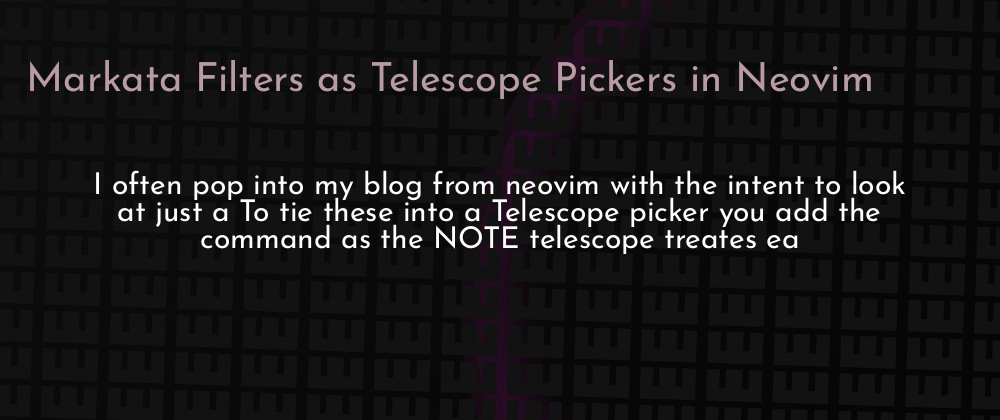 Markata Filters as Telescope Pickers in Neovim
I often pop into my blog from neovim with the intent to look
at just a To tie these into a Telescope picker you add the
command as the NOTE telescope treates ea